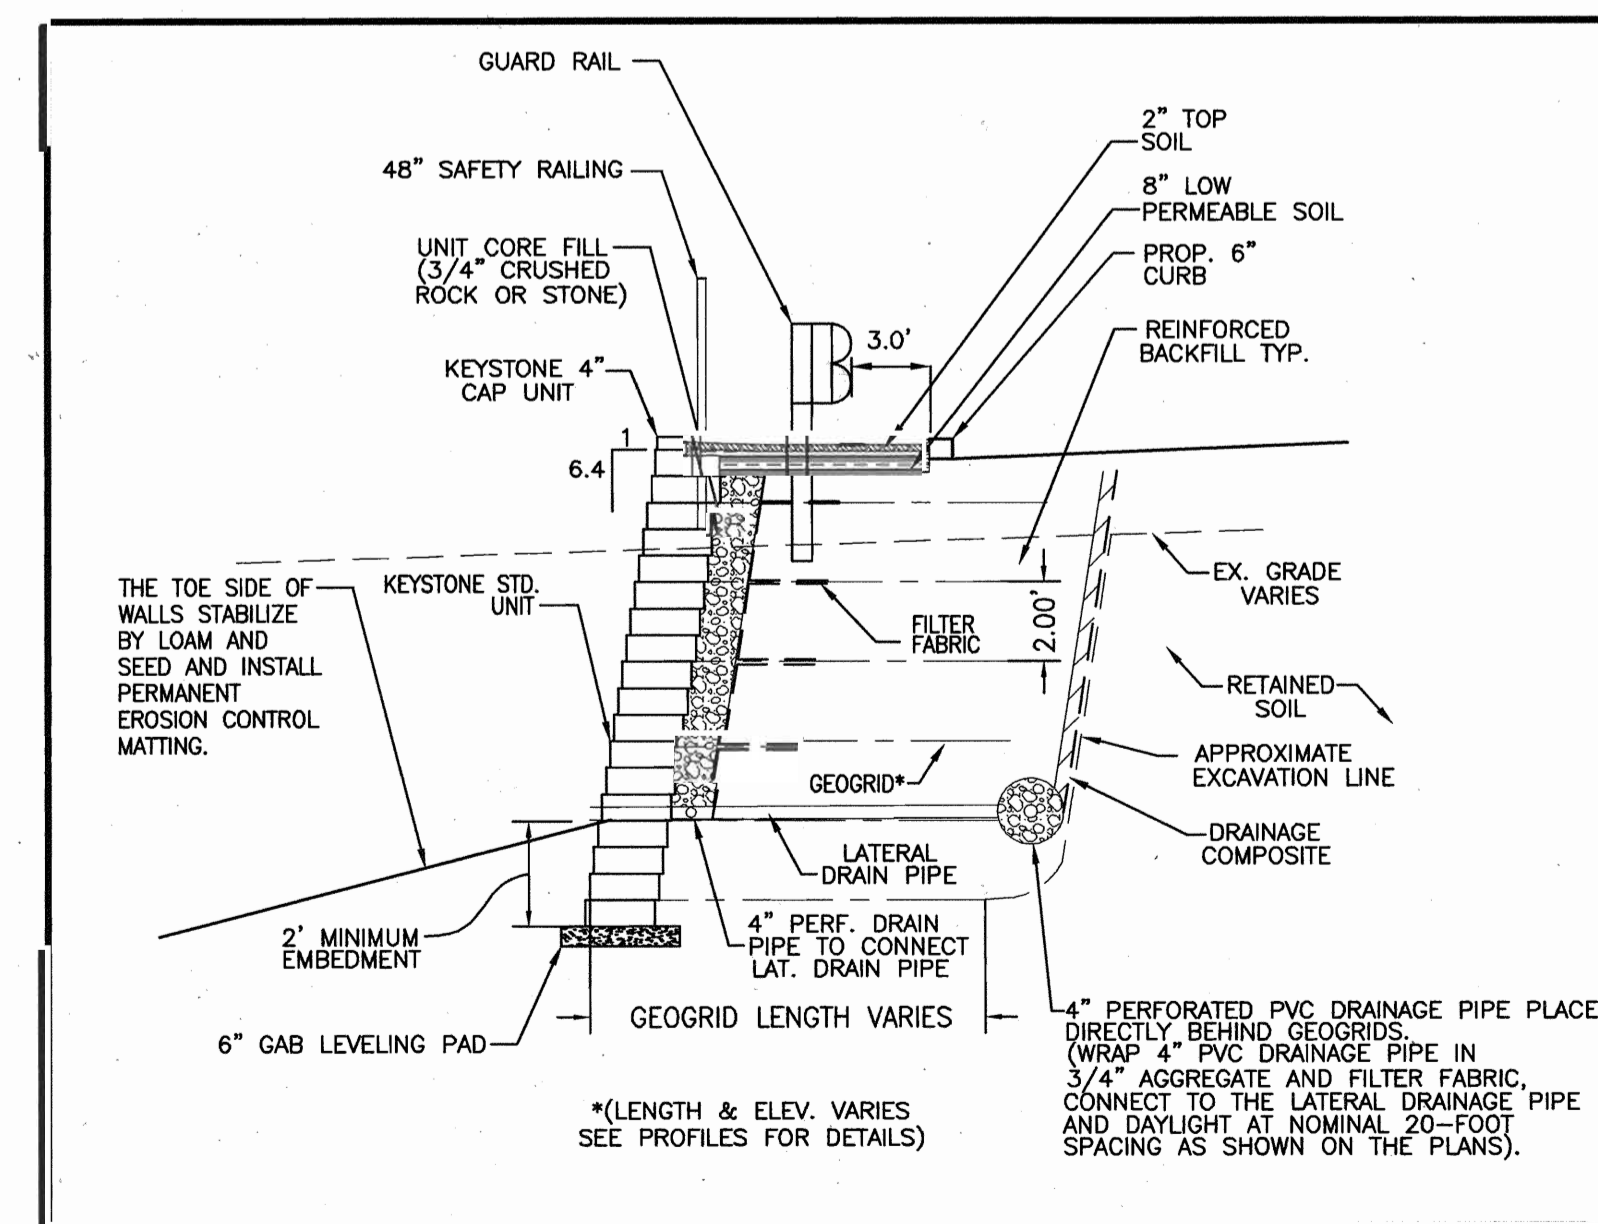 GUARD RAIL
48" SAFETY RAILING
UNIT CORE FILL
(3/4" CRUSHED
ROCK OR STONE)
KEYSTONE 4"
CAP UNIT
2" TOP
SOIL
8" LOW
PERMEABLE SOIL
PROP. 6"
CURB
REINFORCED
BACKFILL TYP.
3.0'
1
6.4
THE TOE SIDE OF
WALLS STABILIZE
BY LOAM AND
SEED AND INSTALL
PERMANENT
EROSION CONTROL
MATTING.
KEYSTONE STD.
UNIT
FILTER
FABRIC
2.00'
EX. GRADE
VARIES
RETAINED
SOIL
APPROXIMATE
EXCAVATION LINE
GEOGRID*
DRAINAGE
COMPOSITE
LATERAL
DRAIN PIPE
2' MINIMUM
EMBEDMENT
4" PERF. DRAIN
PIPE TO CONNECT
LAT. DRAIN PIPE
6" GAB LEVELING PAD
GEOGRID LENGTH VARIES
4" PERFORATED PVC DRAINAGE PIPE PLACE
DIRECTLY BEHIND GEOGRIDS.
(WRAP 4" PVC DRAINAGE PIPE IN
3/4" AGGREGATE AND FILTER FABRIC,
CONNECT TO THE LATERAL DRAINAGE PIPE
AND DAYLIGHT AT NOMINAL 20-FOOT
SPACING AS SHOWN ON THE PLANS).
*(LENGTH & ELEV. VARIES
SEE PROFILES FOR DETAILS)